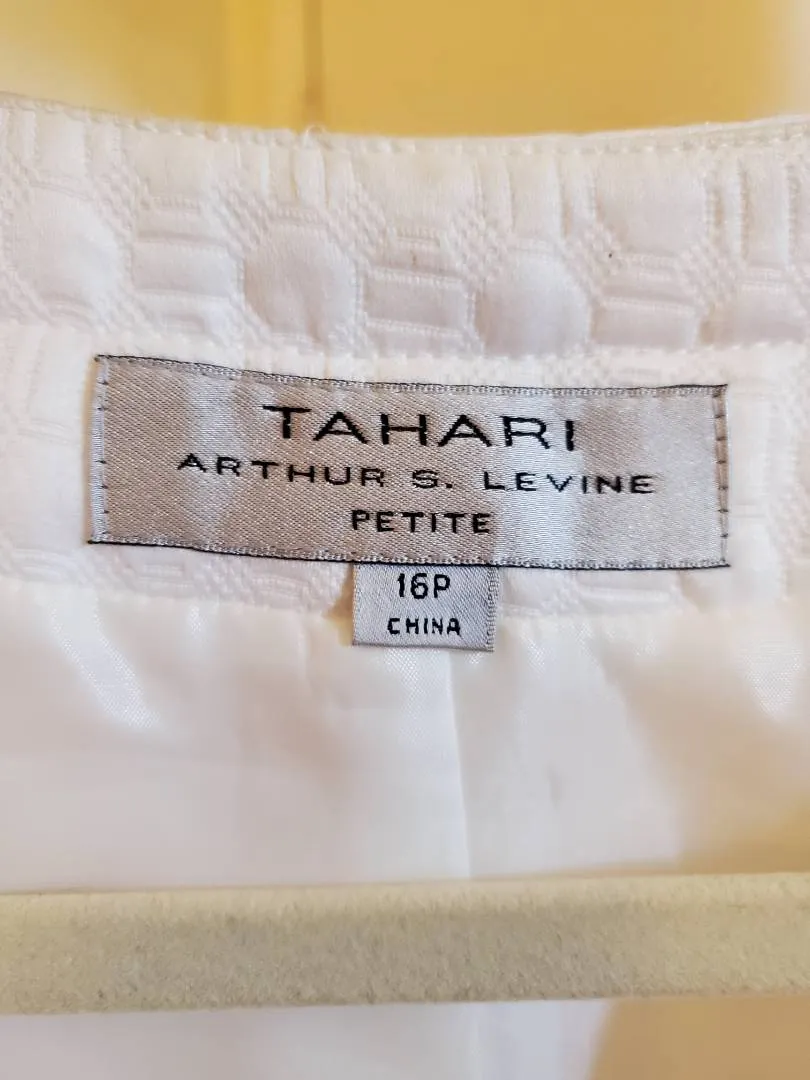 TAHARI
ARTHUR S. LEVINE
PETITE
16P
CHINA